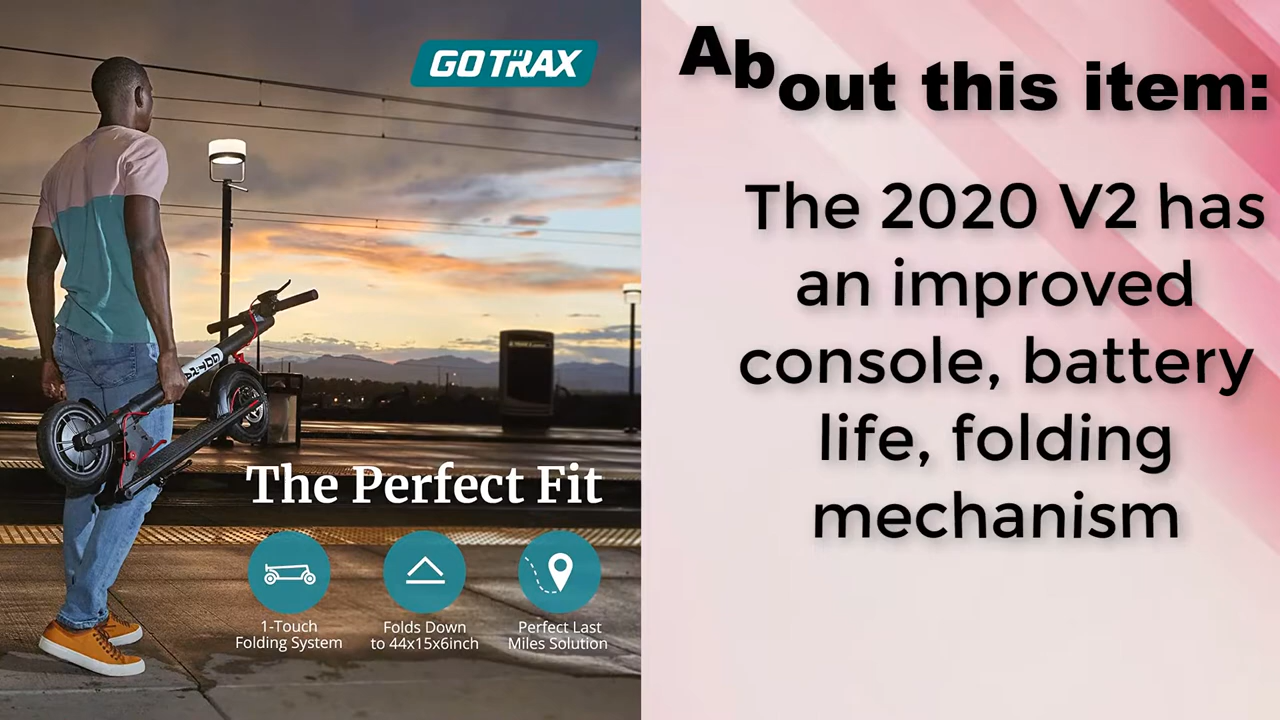 GOTRAX
The Perfect Fit
1-Touch
Folding System
Folds Down
to 44x15x6inch
Perfect Last
Miles Solution
About this item:
The 2020 V2 has
an improved
console, battery
life, folding
mechanism